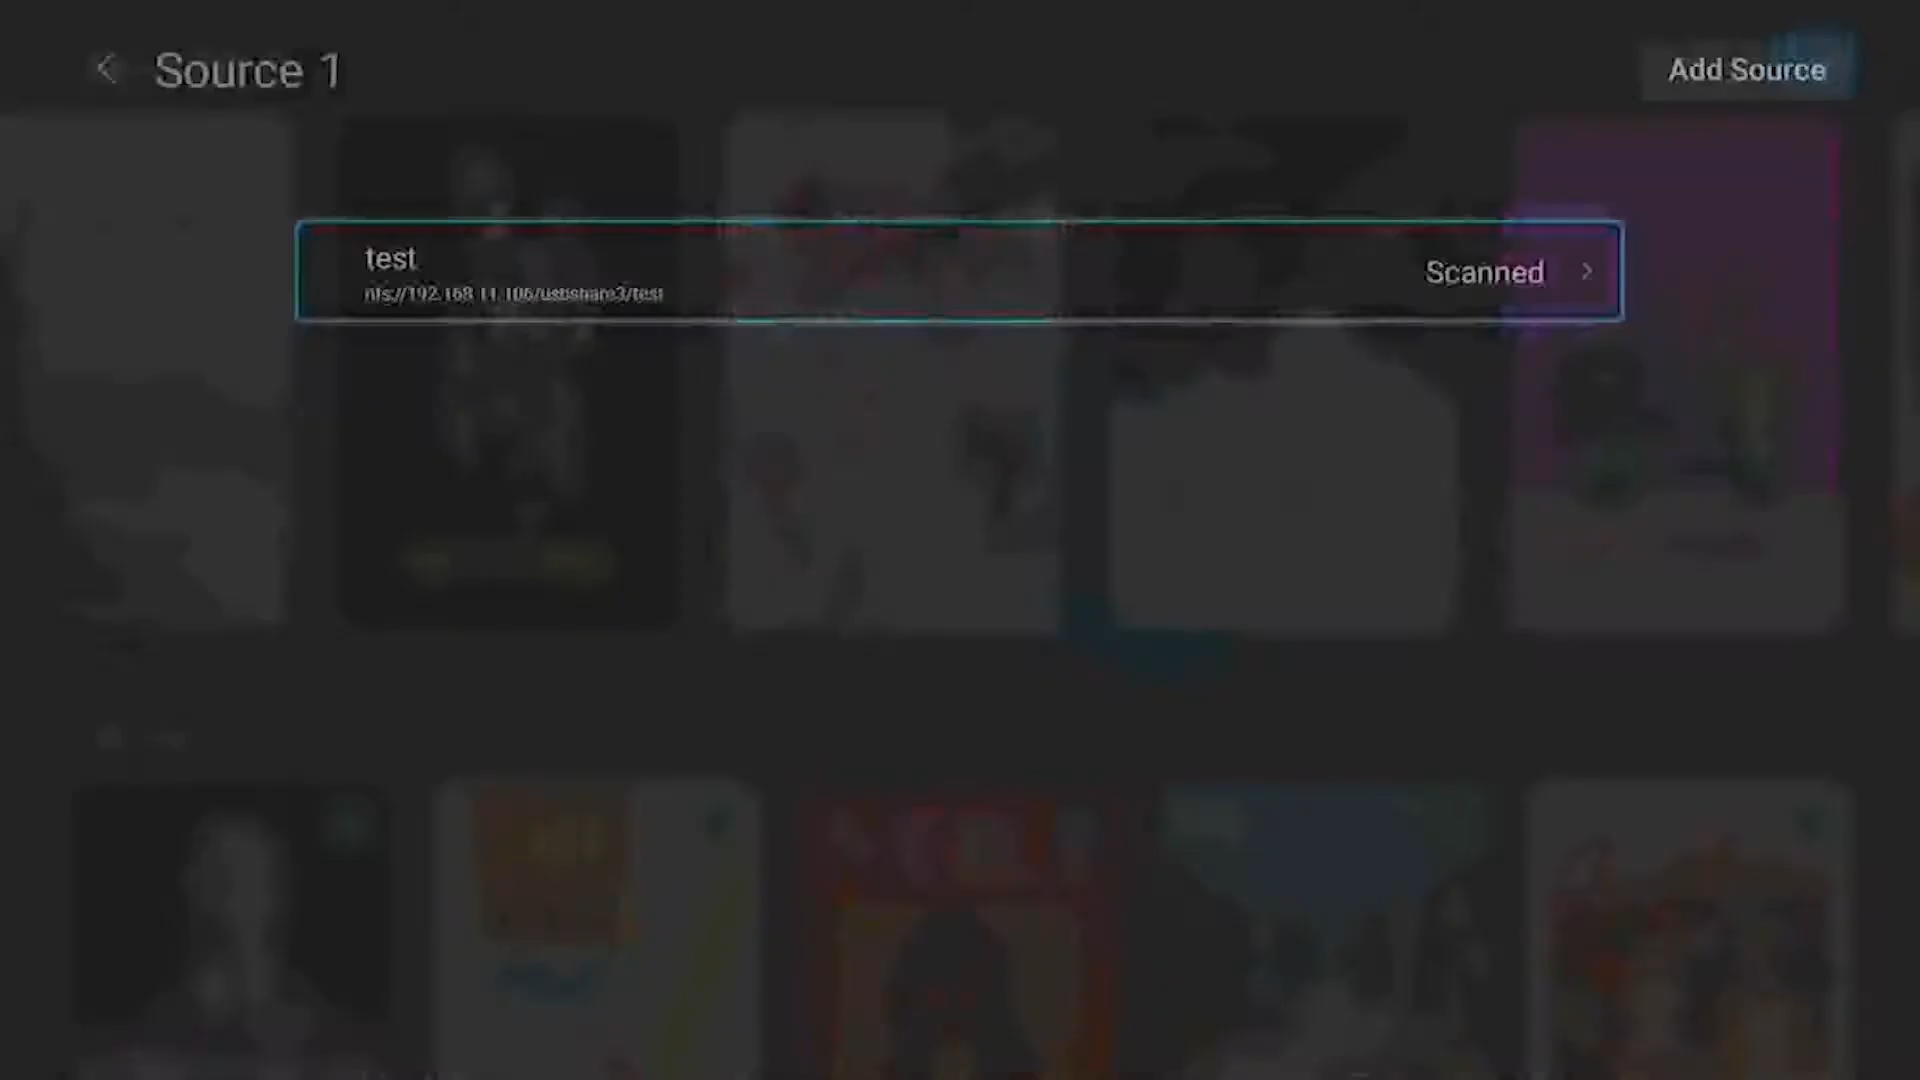 Source 1
Add Source
test
nfs://192.168.11.106/usbshare3/test
Scanned